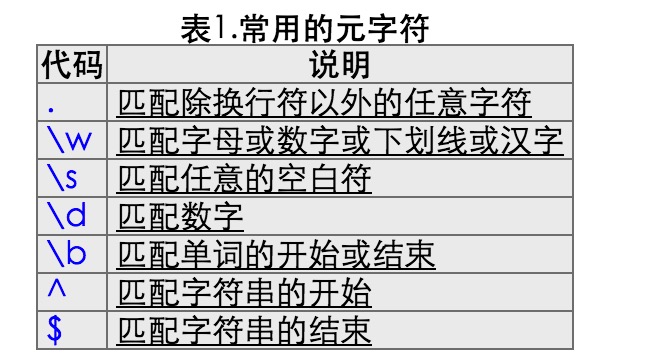 表1.常用的元字符
代码 说明
. 匹配除换行符以外的任意字符
\w 匹配字母或数字或下划线或汉字
\s 匹配任意的空白符
\d 匹配数字
\b 匹配单词的开始或结束
^ 匹配字符串的开始
$ 匹配字符串的结束